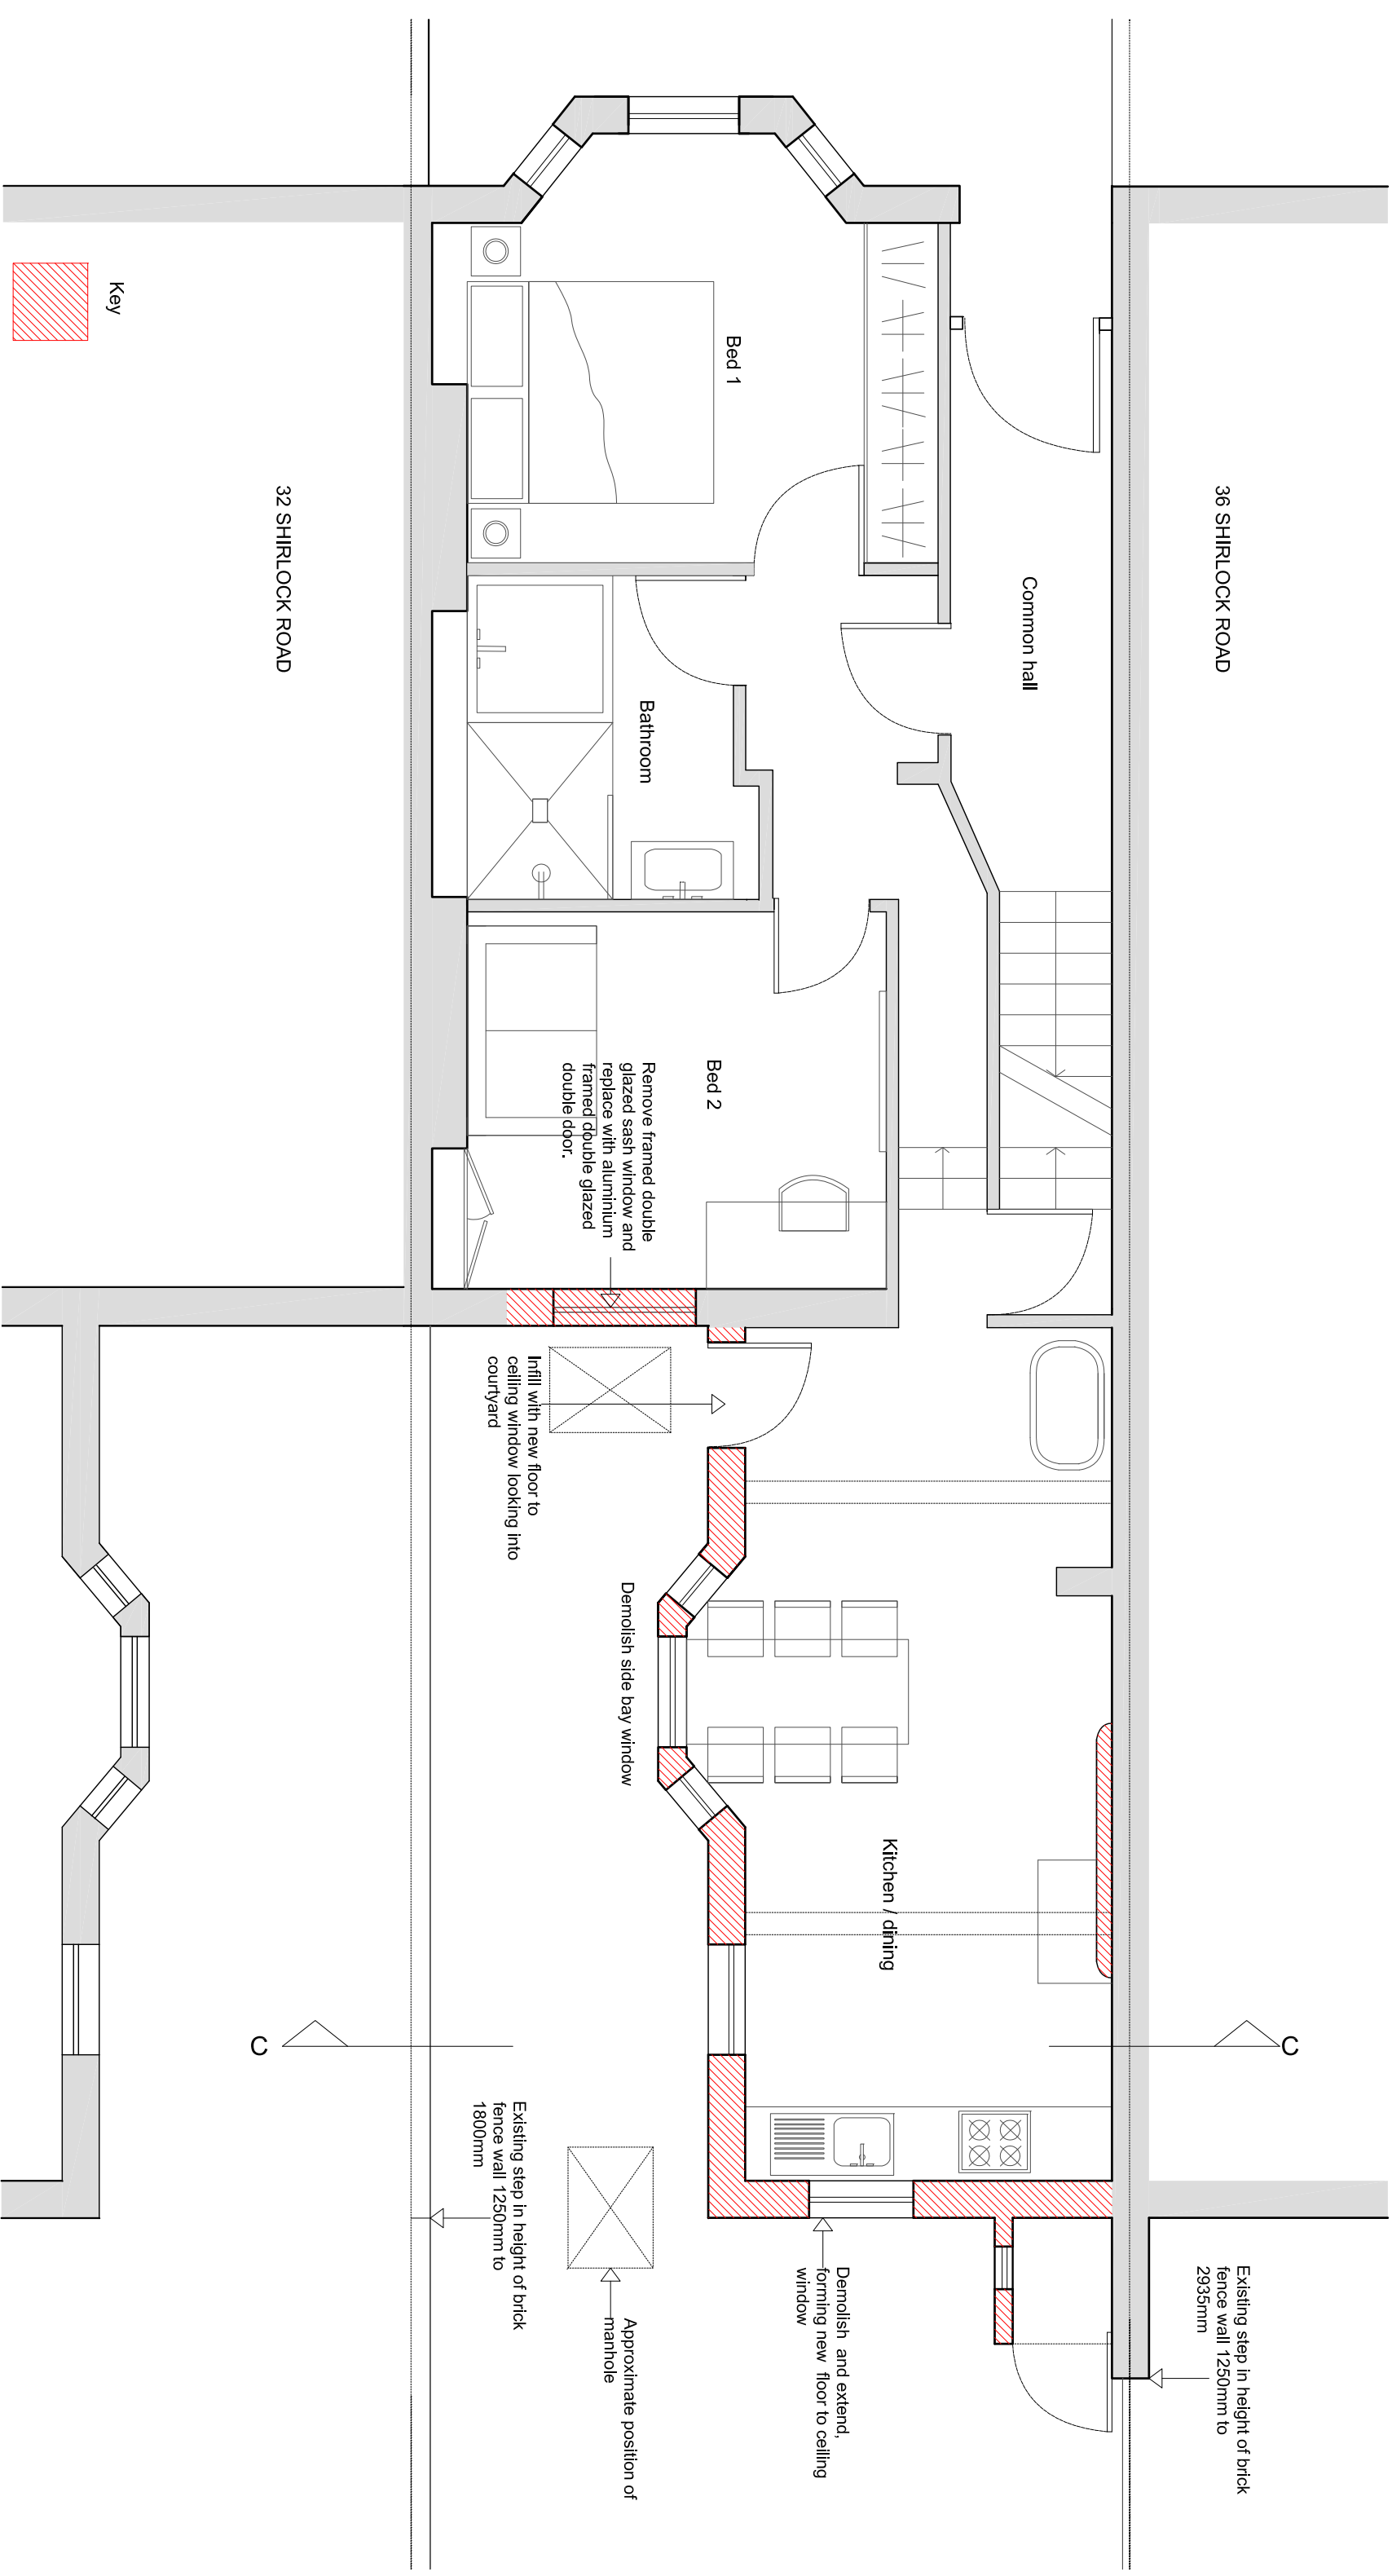 36 SHIRLOCK ROAD
Existing step in height of brick
fence wall 1250mm to
2935mm
C
Common hall
Kitchen / dining
Demolish  and extend,
forming new  floor to ceiling
window
Bed 1
Bed 2
Bathroom
Remove framed double
glazed sash window and
replace with aluminium
framed double glazed
double door.
Demolish side bay window
Approximate position of
manhole
Infill with new floor to
ceiling window looking into
courtyard
Existing step in height of brick
fence wall 1250mm to
1800mm
32 SHIRLOCK ROAD
C
Key